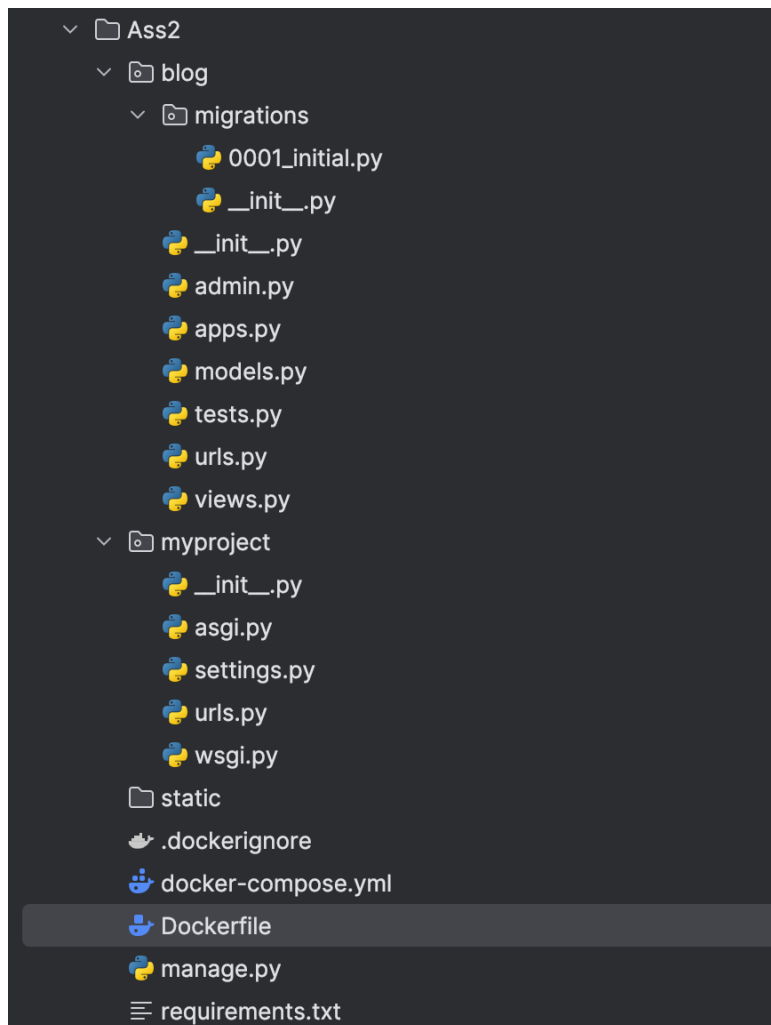 Ass2
blog
migrations
0001_initial.py
__init__.py
__init__.py
admin.py
apps.py
models.py
tests.py
urls.py
views.py
myproject
__init__.py
asgi.py
settings.py
urls.py
wsgi.py
static
.dockerignore
docker-compose.yml
Dockerfile
manage.py
requirements.txt